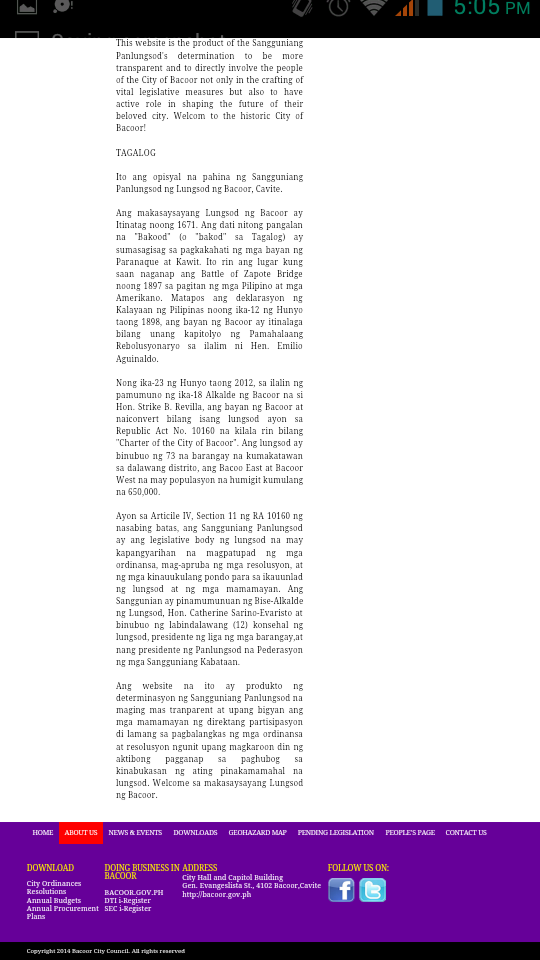 5:05 PM
This website is the product of the Sangguniang
Panlungsod's determination to be more
transparent and to directly involve the people
of the City of Bacoor not only in the crafting of
vital legislative measures but also to have
active role in shaping the future of their
beloved city. Welcom to the historic City of
Bacoor!
TAGALOG
Ito ang opisyal na pahina ng Sangguniang
Panlungsod ng Lungsod ng Bacoor, Cavite.
Ang makasaysayang Lungsod ng Bacoor ay
Itinatag noong 1671. Ang dati nitong pangalan
na "Bakood" (o "bakod" sa Tagalog) ay
sumasagisag sa pagkakahati ng mga bayan ng
Paranaque at Kawit. Ito rin ang lugar kung
saan naganap ang Battle of Zapote Bridge
noong 1897 sa pagitan ng mga Pilipino at mga
Amerikano. Matapos ang deklarasyon ng
Kalayaan ng Pilipinas noong ika-12 ng Hunyo
taong 1898, ang bayan ng Bacoor ay itinalaga
bilang unang kapitolyo ng Pamahalaang
Rebolusyonaryo sa ilalim ni Hen. Emilio
Aguinaldo.
Nong ika-23 ng Hunyo taong 2012, sa ilalin ng
pamumuno ng ika-18 Alkalde ng Bacoor na si
Hon. Strike B. Revilla, ang bayan ng Bacoor at
naiconvert bilang isang lungsod ayon sa
Republic Act No. 10160 na kilala rin bilang
"Charter of the City of Bacoor". Ang lungsod ay
binubuo ng 73 na barangay na kumakatawan
sa dalawang distrito, ang Bacoo East at Bacoor
West na may populasyon na humigit kumulang
na 650,000.
Ayon sa Articile IV, Section 11 ng RA 10160 ng
nasabing batas, ang Sangguniang Panlungsod
ay ang legislative body ng lungsod na may
kapangyarihan na magpatupad ng mga
ordinansa, mag-apruba ng mga resolusyon, at
ng mga kinauukulang pondo para sa ikauunlad
ng lungsod at ng mga mamamayan. Ang
Sanggunian ay pinamumunuan ng Bise-Alkalde
ng Lungsod, Hon. Catherine Sarino-Evaristo at
binubuo ng labindalawang (12) konsehal ng
lungsod, presidente ng liga ng mga barangay,at
nang presidente ng Panlungsod na Pederasyon
ng mga Sangguniang Kabataan.
Ang website na ito ay produkto ng
determinasyon ng Sangguniang Panlungsod na
maging mas tranparent at upang bigyan ang
mga mamamayan ng direktang partisipasyon
di lamang sa pagbalangkas ng mga ordinansa
at resolusyon ngunit upang magkaroon din ng
aktibong pagganap sa paghubog sa
kinabukasan ng ating pinakamamahal na
lungsod. Welcome sa makasaysayang Lungsod
ng Bacoor.
HOME ABOUT US NEWS & EVENTS DOWNLOADS GEOHAZARD MAP PENDING LEGISLATION PEOPLE'S PAGE CONTACT US
DOWNLOAD
City Ordinances
Resolutions
Annual Budgets
Annual Procurement
Plans
DOING BUSINESS IN
BACOOR
BACOOR.GOV.PH
DTI i-Register
SEC i-Register
ADDRESS
City Hall and Capitol Building
Gen. Evangeslista St., 4102 Bacoor,Cavite
http://bacoor.gov.ph
FOLLOW US ON:
Copyright 2014 Bacoor City Council. All rights reserved